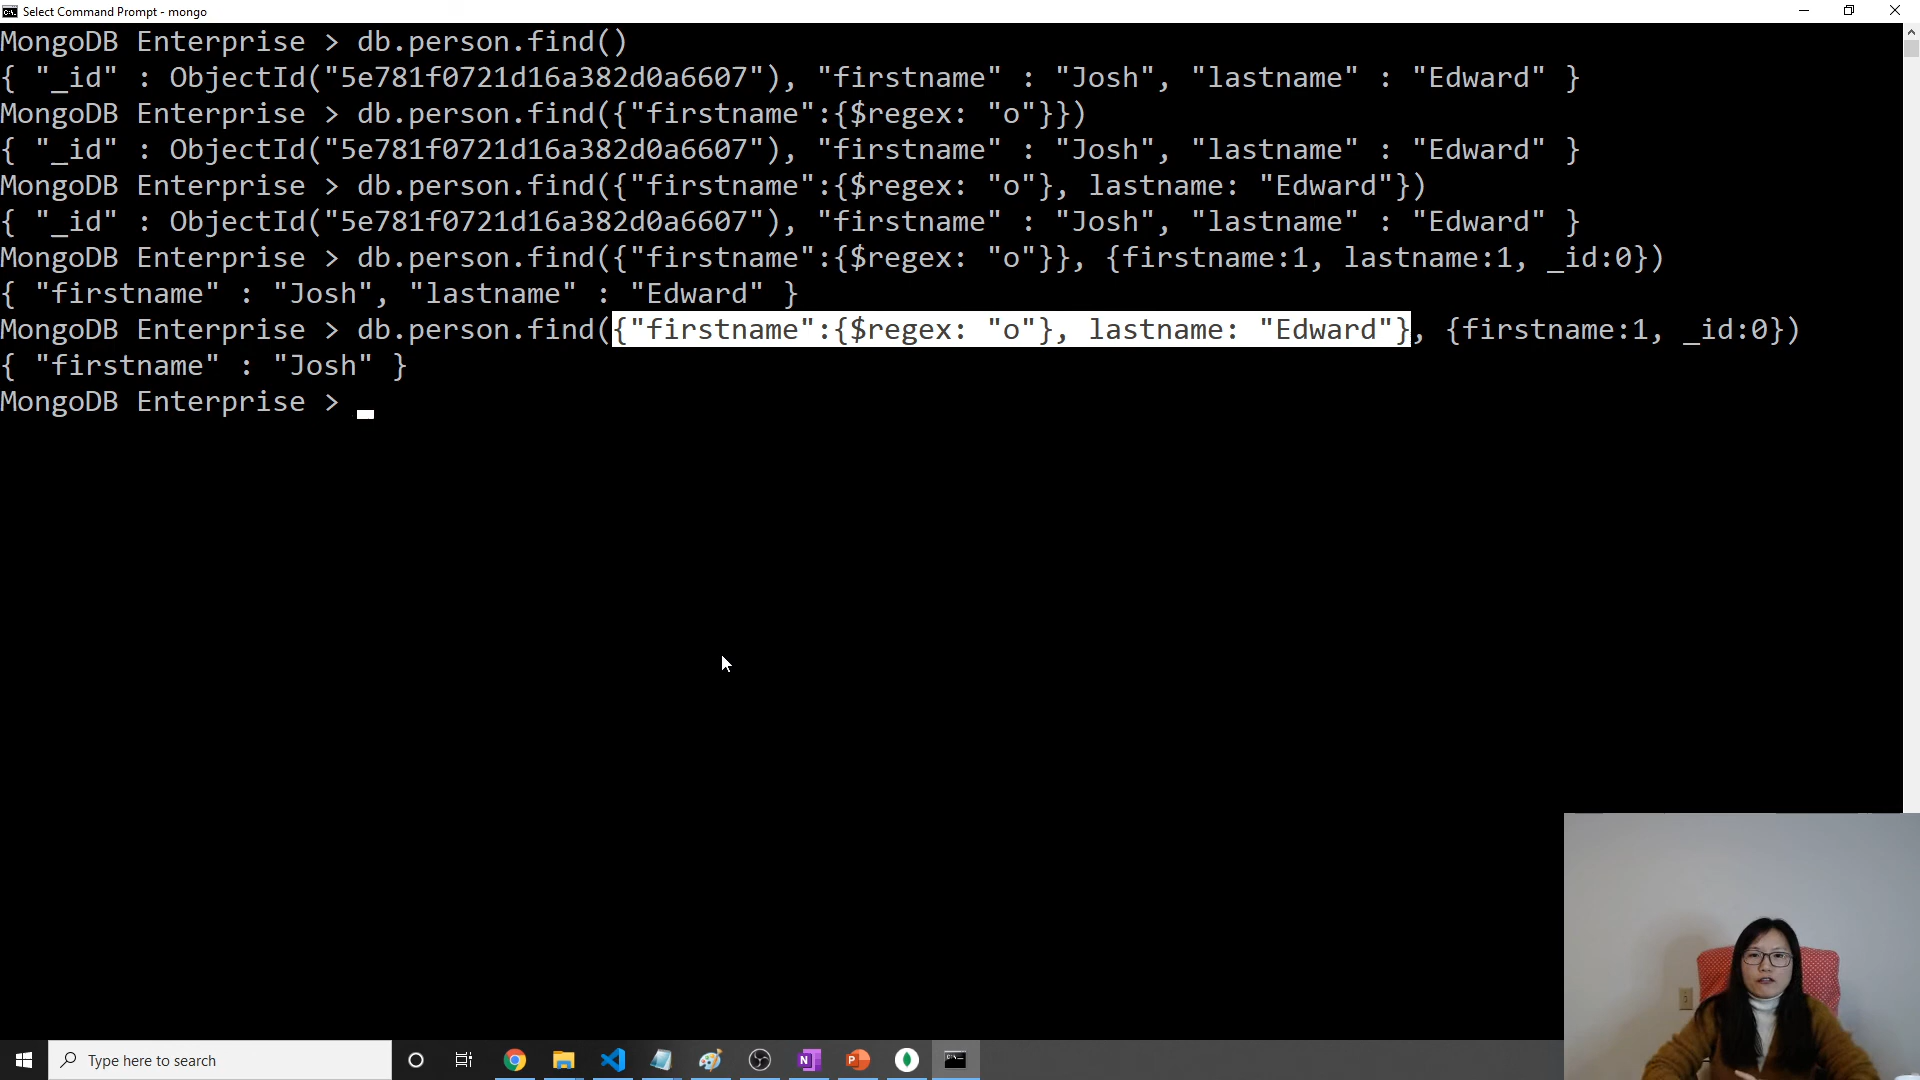 Select Command Prompt - mongo
MongoDB Enterprise > db.person.find()
{ "_id" : ObjectId("5e781f0721d16a382d0a6607"), "firstname" : "Josh", "lastname" : "Edward" }
MongoDB Enterprise > db.person.find({"firstname":{$regex: "o"}})
{ "_id" : ObjectId("5e781f0721d16a382d0a6607"), "firstname" : "Josh", "lastname" : "Edward" }
MongoDB Enterprise > db.person.find({"firstname":{$regex: "o"}, lastname: "Edward"})
{ "_id" : ObjectId("5e781f0721d16a382d0a6607"), "firstname" : "Josh", "lastname" : "Edward" }
MongoDB Enterprise > db.person.find({"firstname":{$regex: "o"}}, {firstname:1, lastname:1, _id:0})
{ "firstname" : "Josh", "lastname" : "Edward" }
MongoDB Enterprise > db.person.find({"firstname":{$regex: "o"}, lastname: "Edward"}, {firstname:1, _id:0})
{ "firstname" : "Josh" }
MongoDB Enterprise >
Type here to search